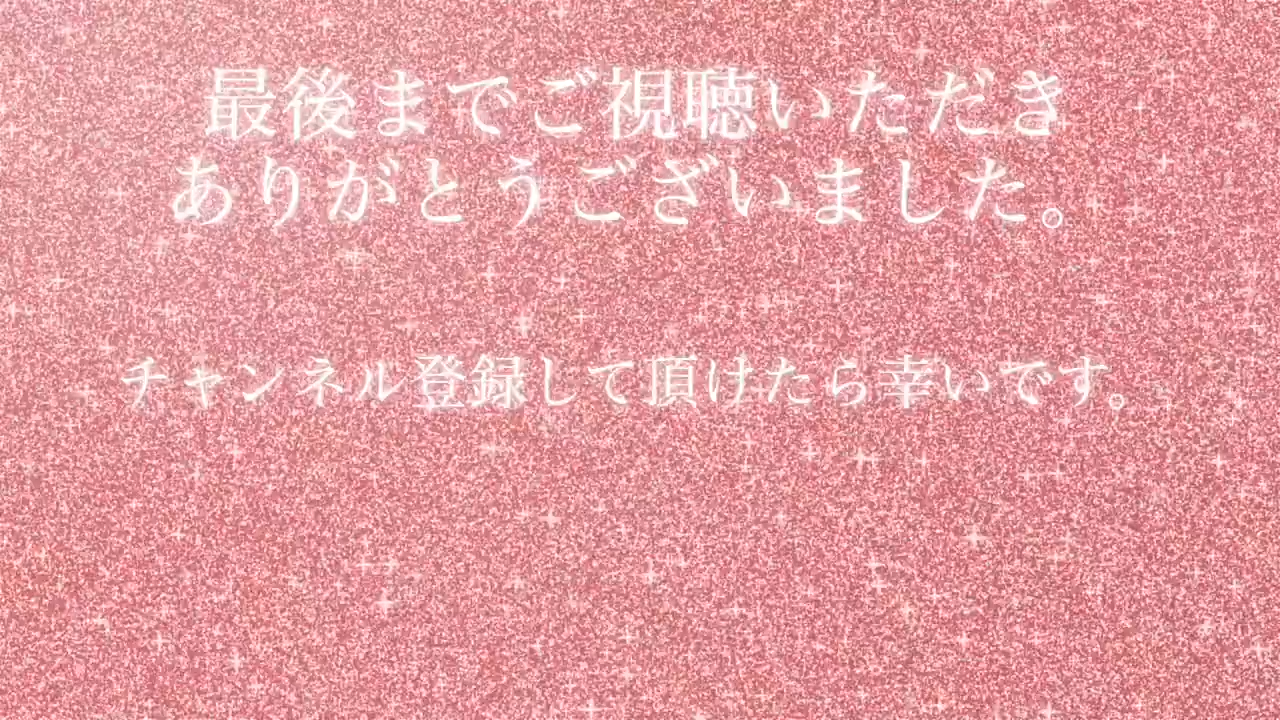 最後までご視聴いただき
ありがとうございました。
チャンネル登録して頂けたら幸いです。